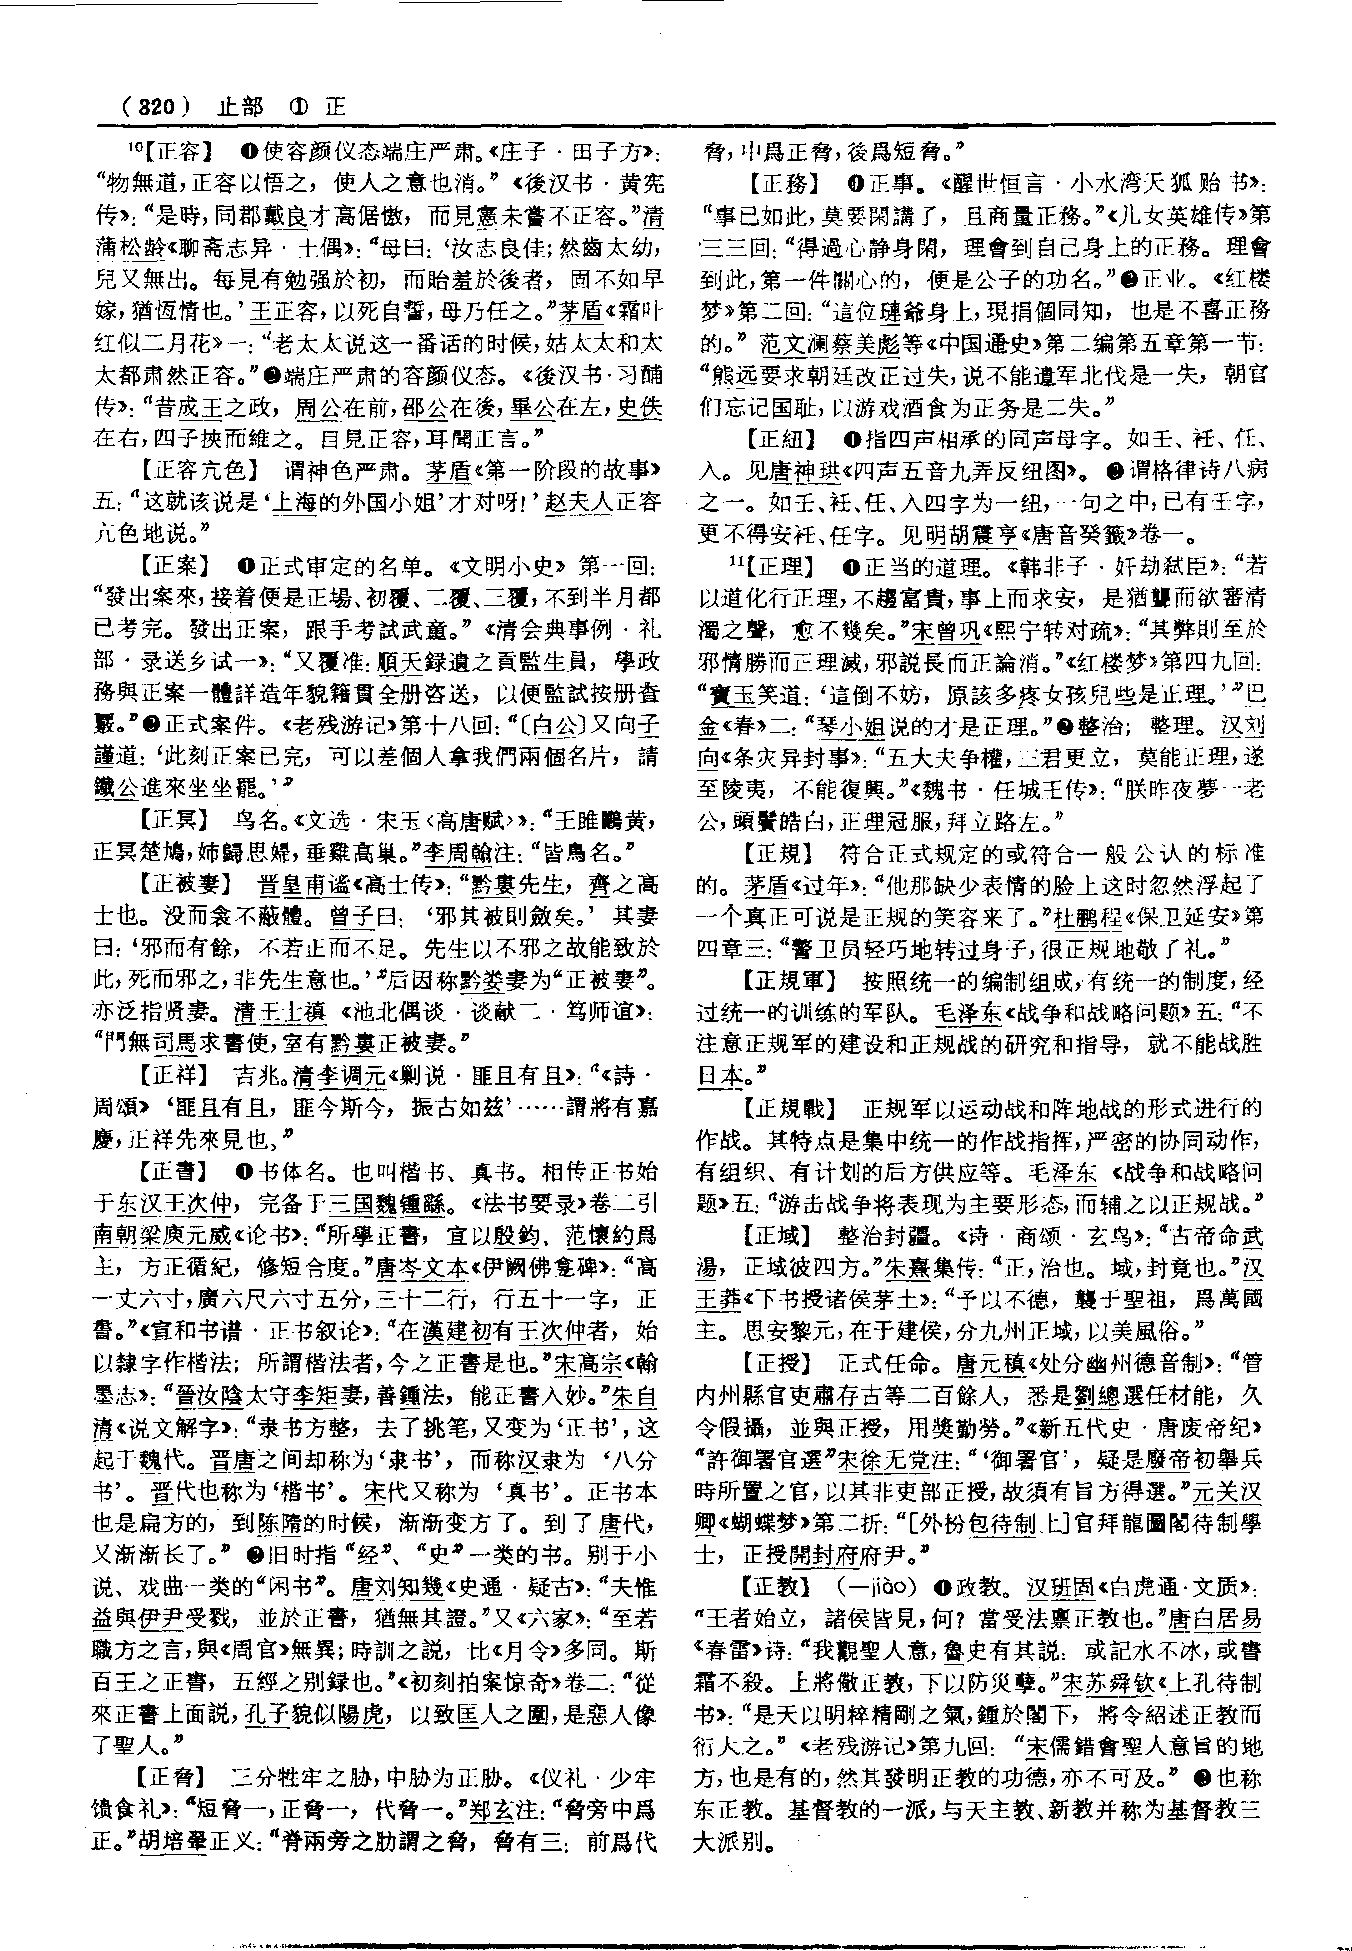 （320） 止部 ① 正
10【正容】 ❶使容颜仪态端庄严肃。《庄子·田子方》：
“物無道，正容以悟之，使人之意也消。”《後汉书·黄宪
传》：“是時，同郡戴良才高倨傲，而見憲未嘗不正容。”清
蒲松龄《聊斋志异·土偶》：“母曰：‘汝志良佳；然齒太幼，
兒又無出。每見有勉强於初，而貽羞於後者，固不如早
嫁，猶恆情也。’王正容，以死自誓，母乃任之。”茅盾《霜叶
红似二月花》一：“老太太说这一番话的时候，姑太太和太
太都肃然正容。”❷端庄严肃的容颜仪态。《後汉书·习酺
传》：“昔成王之政，周公在前，邵公在後，畢公在左，史佚
在右，四子挾而維之。目見正容，耳聞正言。”
【正容亢色】 谓神色严肃。茅盾《第一阶段的故事》
五：“这就该说是‘上海的外国小姐’才对呀！’赵夫人正容
亢色地说。”
【正案】 ❶正式审定的名单。《文明小史》第一回：
“發出案來，接着便是正場、初覆、二覆、三覆，不到半月都
已考完。發出正案，跟手考試武童。”《清会典事例·礼
部·录送乡试一》：“又覆准：順天録遺之貢監生員，學政
務與正案一體詳造年貌籍貫全册咨送，以便監試按册查
覈。”❷正式案件。《老残游记》第十八回：“〔白公〕又向子
謹道：‘此刻正案已完，可以差個人拿我們兩個名片，請
鐵公進來坐坐罷。’”
【正冥】 鸟名。《文选·宋玉〈高唐赋〉》：“王雎鸝黄，
正冥楚鳩，姊歸思婦，垂雞高巢。”李周翰注：“皆鳥名。”
【正被妻】 晋皇甫谧《高士传》：“黔婁先生，齊之高
士也。没而衾不蔽體。曾子曰：‘邪其被則斂矣。’其妻
曰：‘邪而有餘，不若正而不足。先生以不邪之故能致於
此，死而邪之，非先生意也。’”后因称黔娄妻为“正被妻”。
亦泛指贤妻。清王士禛《池北偶谈·谈献二·笃师谊》：
“門無司馬求書使，室有黔婁正被妻。”
【正祥】 吉兆。清李调元《剿说·匪且有且》：“《詩·
周頌》‘匪且有且，匪今斯今，振古如兹’……謂將有嘉
慶，正祥先來見也、”
【正書】 ❶书体名。也叫楷书、真书。相传正书始
于东汉王次仲，完备于三国魏锺繇。《法书要录》卷二引
南朝梁庾元威《论书》：“所學正書，宜以殷鈞、范懷約爲
主，方正循紀，修短合度。”唐岑文本《伊阙佛龛碑》：“高
一丈六寸，廣六尺六寸五分，三十二行，行五十一字，正
書。”《宣和书谱·正书叙论》：“在漢建初有王次仲者，始
以隸字作楷法；所謂楷法者，今之正書是也。”宋高宗《翰
墨志》：“晉汝陰太守李矩妻，善鍾法，能正書入妙。”朱自
清《说文解字》：“隶书方整，去了挑笔，又变为‘正书’，这
起于魏代。晋唐之间却称为‘隶书’，而称汉隶为‘八分
书’。晋代也称为‘楷书’。宋代又称为‘真书’。正书本
也是扁方的，到陈隋的时候，渐渐变方了。到了唐代，
又渐渐长了。”❷旧时指“经”、“史”一类的书。别于小
说、戏曲一类的“闲书”。唐刘知幾《史通·疑古》：“夫惟
益與伊尹受戮，並於正書，猶無其證。”又《六家》：“至若
職方之言，與《周官》無異；時訓之説，比《月令》多同。斯
百王之正書，五經之别録也。”《初刻拍案惊奇》卷二：“從
來正書上面説，孔子貌似陽虎，以致匡人之圍，是惡人像
了聖人。”
【正脅】 三分牲牢之胁，中胁为正胁。《仪礼·少牢
馈食礼》：“短脅一，正脅一，代脅一。”郑玄注：“脅旁中爲
正。”胡培翬正义：“脊兩旁之肋謂之脅，脅有三：前爲代
脅，中爲正脅，後爲短脅。”
【正務】 ❶正事。《醒世恒言·小水湾天狐贻书》：
“事已如此，莫要閑講了，且商量正務。”《儿女英雄传》第
三三回：“得過心静身閑，理會到自己身上的正務。理會
到此，第一件關心的，便是公子的功名。”❷正业。《红楼
梦》第二回：“這位璉爺身上，現捐個同知，也是不喜正務
的。”范文澜蔡美彪等《中国通史》第二编第五章第一节：
“熊远要求朝廷改正过失，说不能遣军北伐是一失，朝官
们忘记国耻，以游戏酒食为正务是二失。”
【正紐】 ❶指四声相承的同声母字。如壬、衽、任、
入。见唐神珙《四声五音九弄反纽图》。❷谓格律诗八病
之一。如壬、衽、任、入四字为一纽，一句之中，已有壬字，
更不得安衽、任字。见明胡震亨《唐音癸籤》卷一。
11【正理】 ❶正当的道理。《韩非子·奸劫弑臣》：“若
以道化行正理，不趨富貴，事上而求安，是猶聾而欲審清
濁之聲，愈不幾矣。”宋曾巩《熙宁转对疏》：“其弊則至於
邪情勝而正理滅，邪説長而正論消。”《红楼梦》第四九回：
“寶玉笑道：‘這倒不妨，原該多疼女孩兒些是正理。’”巴
金《春》二：“琴小姐说的才是正理。”❷整治；整理。汉刘
向《条灾异封事》：“五大夫争權，三君更立，莫能正理，遂
至陵夷，不能復興。”《魏书·任城王传》：“朕昨夜夢一老
公，頭鬢皓白，正理冠服，拜立路左。”
【正規】 符合正式规定的或符合一般公认的标准
的。茅盾《过年》：“他那缺少表情的脸上这时忽然浮起了
一个真正可说是正规的笑容来了。”杜鹏程《保卫延安》第
四章三：“警卫员轻巧地转过身子，很正规地敬了礼。”
【正規軍】 按照统一的编制组成，有统一的制度，经
过统一的训练的军队。毛泽东《战争和战略问题》五：“不
注意正规军的建设和正规战的研究和指导，就不能战胜
日本。”
【正規戰】 正规军以运动战和阵地战的形式进行的
作战。其特点是集中统一的作战指挥，严密的协同动作，
有组织、有计划的后方供应等。毛泽东《战争和战略问
题》五：“游击战争将表现为主要形态，而辅之以正规战。”
【正域】 整治封疆。《诗·商颂·玄鸟》：“古帝命武
湯，正域彼四方。”朱熹集传：“正，治也。域，封竟也。”汉
王莽《下书授诸侯茅土》：“予以不德，襲于聖祖，爲萬國
主。思安黎元，在于建侯，分九州正域，以美風俗。”
【正授】 正式任命。唐元稹《处分幽州德音制》：“管
内州縣官吏肅存古等二百餘人，悉是劉總選任材能，久
令假攝，並與正授，用奬勤勞。”《新五代史·唐废帝纪》
“許御署官選”宋徐无党注：“‘御署官’，疑是廢帝初舉兵
時所置之官，以其非吏部正授，故須有旨方得選。”元关汉
卿《蝴蝶梦》第二折：“[外扮包待制上]官拜龍圖閣待制學
士，正授開封府府尹。”
【正教】 （—jiào）❶政教。汉班固《白虎通·文质》：
“王者始立，諸侯皆見，何？當受法禀正教也。”唐白居易
《春雷》诗：“我觀聖人意，魯史有其説：或記水不冰，或書
霜不殺。上將儆正教，下以防災孽。”宋苏舜钦《上孔待制
书》：“是天以明粹精剛之氣，鍾於閣下，將令紹述正教而
衍大之。”《老残游记》第九回：“宋儒錯會聖人意旨的地
方，也是有的，然其發明正教的功德，亦不可及。”❷也称
东正教。基督教的一派，与天主教、新教并称为基督教三
大派别。